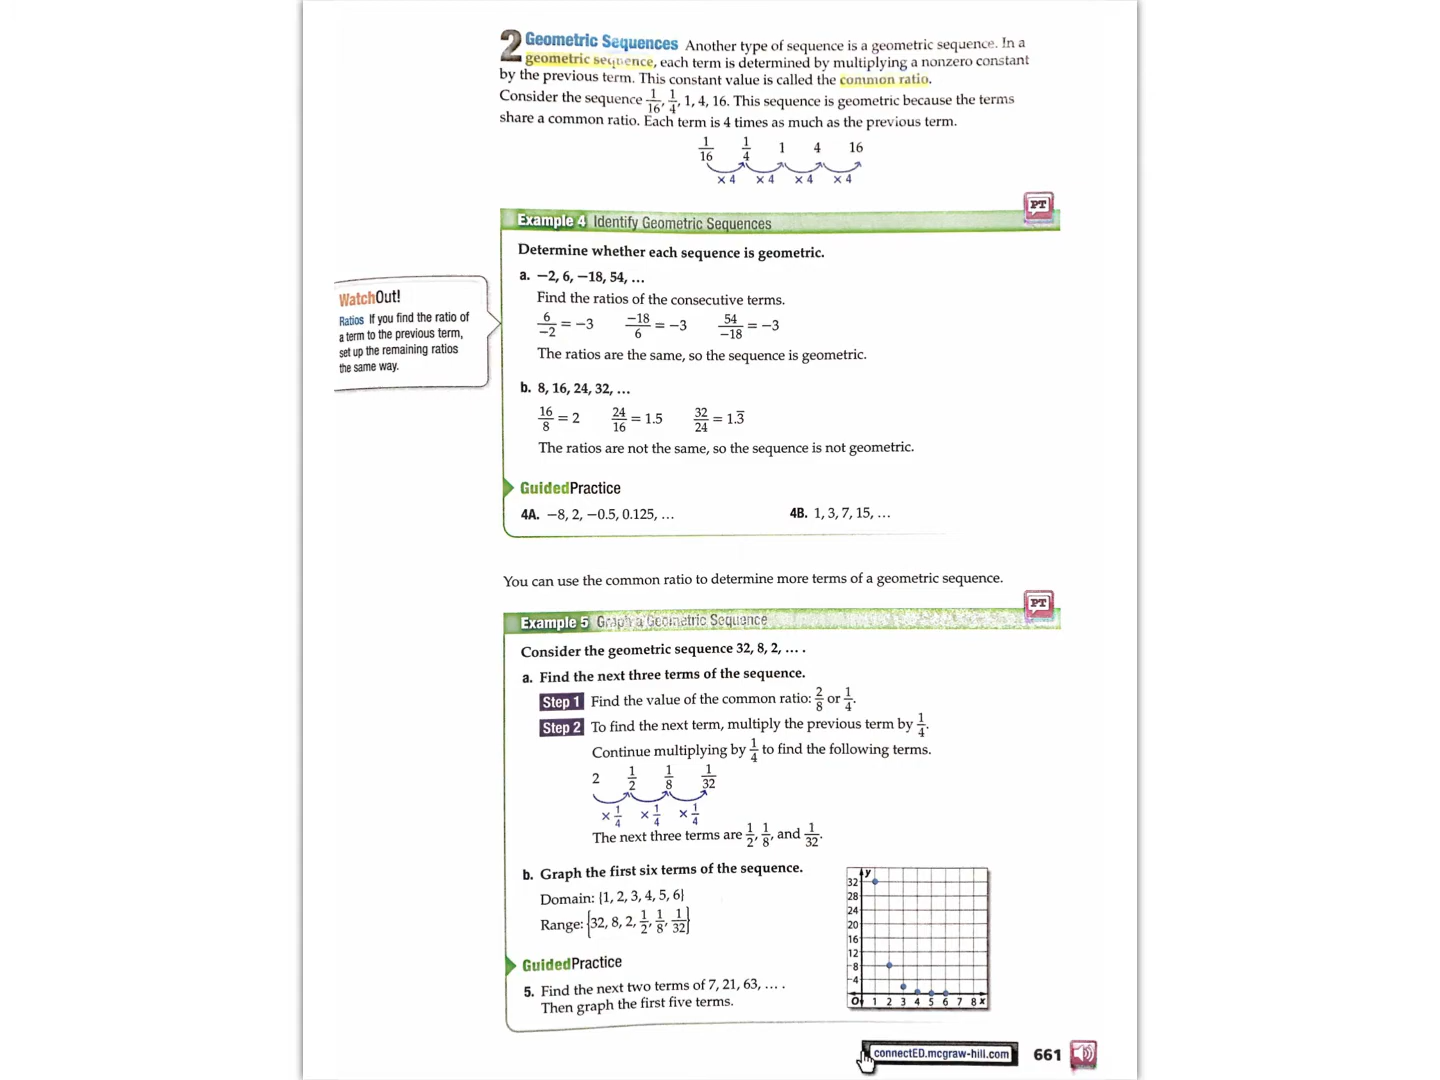 2 Geometric Sequences Another type of sequence is a geometric sequence. In a
geometric sequence, each term is determined by multiplying a nonzero constant
by the previous term. This constant value is called the common ratio.
Consider the sequence 1/16, 1/4, 1, 4, 16. This sequence is geometric because the terms
share a common ratio. Each term is 4 times as much as the previous term.
1/16 1/4 1 4 16
× 4 × 4 × 4 × 4
PT
Example 4 Identify Geometric Sequences
Determine whether each sequence is geometric.
a. −2, 6, −18, 54, …
Find the ratios of the consecutive terms.
6/−2 = −3 −18/6 = −3 54/−18 = −3
The ratios are the same, so the sequence is geometric.
WatchOut!
Ratios If you find the ratio of
a term to the previous term,
set up the remaining ratios
the same way.
b. 8, 16, 24, 32, …
16/8 = 2 24/16 = 1.5 32/24 = 1.3̅
The ratios are not the same, so the sequence is not geometric.
GuidedPractice
4A. −8, 2, −0.5, 0.125, … 4B. 1, 3, 7, 15, …
You can use the common ratio to determine more terms of a geometric sequence.
PT
Example 5 Graph a Geometric Sequence
Consider the geometric sequence 32, 8, 2, … .
a. Find the next three terms of the sequence.
Step 1 Find the value of the common ratio: 2/8 or 1/4.
Step 2 To find the next term, multiply the previous term by 1/4.
Continue multiplying by 1/4 to find the following terms.
2 1/2 1/8 1/32
× 1/4 × 1/4 × 1/4
The next three terms are 1/2, 1/8, and 1/32.
b. Graph the first six terms of the sequence.
Domain: {1, 2, 3, 4, 5, 6}
Range: {32, 8, 2, 1/2, 1/8, 1/32}
y
32
28
24
20
16
12
8
4
O 1 2 3 4 5 6 7 8 x
GuidedPractice
5. Find the next two terms of 7, 21, 63, … .
Then graph the first five terms.
connectED.mcgraw-hill.com 661